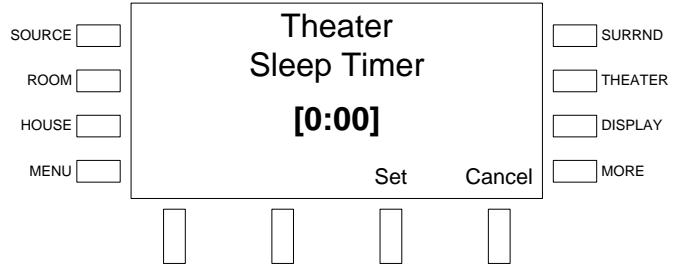 SOURCE
ROOM
HOUSE
MENU
Theater
Sleep Timer
[0:00]
Set Cancel
SURRND
THEATER
DISPLAY
MORE